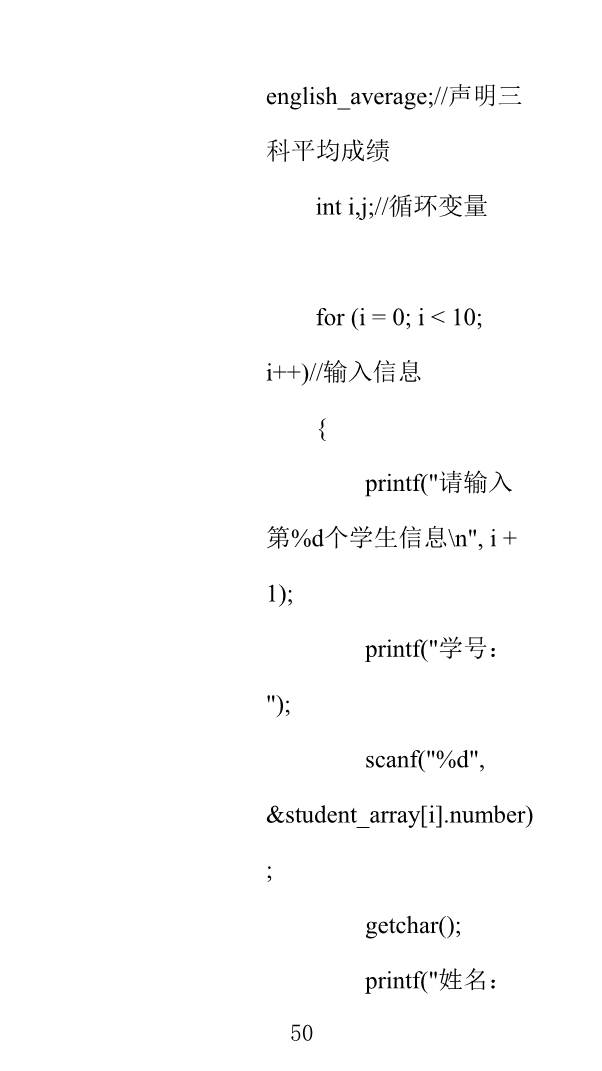 english_average;//声明三
科平均成绩
int i,j;//循环变量
for (i = 0; i < 10;
i++)//输入信息
{
printf("请输入
第%d个学生信息\n", i +
1);
printf("学号：
");
scanf("%d",
&student_array[i].number)
;
getchar();
printf("姓名：
50